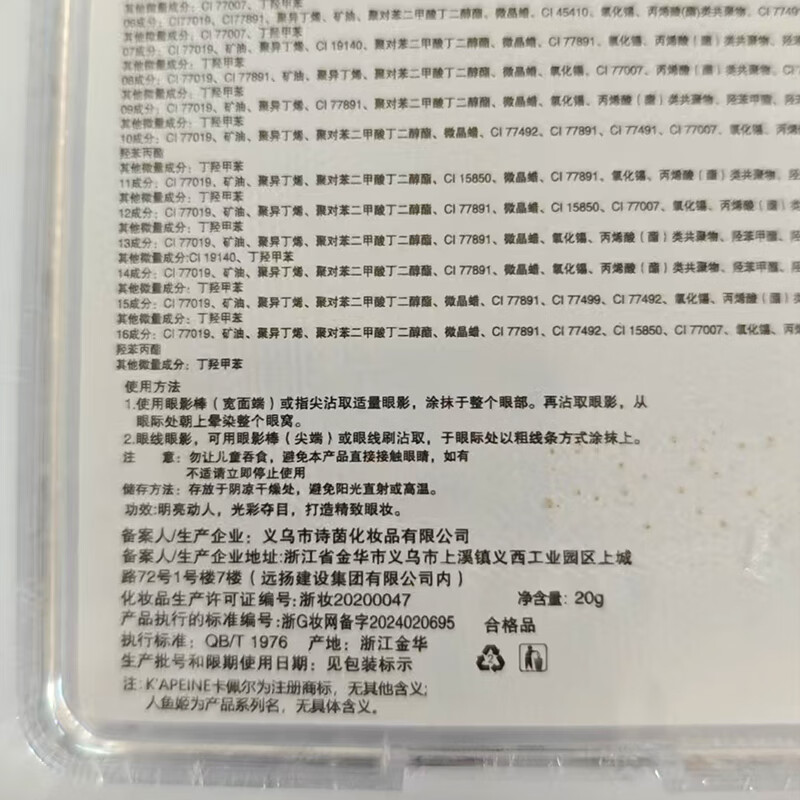 其他微量成分：CI 77007、丁羟甲苯
06成分：CI77019、CI77891、聚异丁烯、矿油、聚对苯二甲酸丁二醇酯、微晶蜡、CI 45410、氧化锡、丙烯酸(酯)类共聚物、CI 7749
其他微量成分：CI 77007、丁羟甲苯
07成分：CI 77019、矿油、聚异丁烯、CI 19140、聚对苯二甲酸丁二醇酯、微晶蜡、CI 77891、氧化锡、丙烯酸（酯）类共聚物、
其他微量成分：丁羟甲苯
08成分：CI 77019、CI 77891、矿油、聚异丁烯、聚对苯二甲酸丁二醇酯、微晶蜡、氧化锡、CI 77007、丙烯酸（酯）类共聚物、
其他微量成分：丁羟甲苯
09成分：CI 77019、矿油、聚异丁烯、CI 77891、聚对苯二甲酸丁二醇酯、微晶蜡、氧化锡、丙烯酸（酯）类共聚物、羟苯甲酯、
其他微量成分：丁羟甲苯
10成分：CI 77019、矿油、聚异丁烯、聚对苯二甲酸丁二醇酯、微晶蜡、CI 77492、CI 77891、CI 77491、CI 77007、氧化锡、
羟苯丙酯
其他微量成分：丁羟甲苯
11成分：CI 77019、矿油、聚异丁烯、聚对苯二甲酸丁二醇酯、CI 15850、微晶蜡、CI 77891、氧化锡、丙烯酸（酯）类共聚物、
其他微量成分：丁羟甲苯
12成分：CI 77019、矿油、聚异丁烯、聚对苯二甲酸丁二醇酯、微晶蜡、CI 77891、CI 15850、CI 77007、氧化锡、丙烯酸（酯）
其他微量成分：丁羟甲苯
13成分：CI 77019、矿油、聚异丁烯、聚对苯二甲酸丁二醇酯、CI 77891、微晶蜡、氧化锡、丙烯酸（酯）类共聚物、羟苯甲酯、
其他微量成分:CI 19140、丁羟甲苯
14成分：CI 77019、矿油、聚异丁烯、聚对苯二甲酸丁二醇酯、微晶蜡、CI 77891、氧化锡、丙烯酸（酯）类共聚物、羟苯甲酯、
其他微量成分：丁羟甲苯
15成分：CI 77019、矿油、聚异丁烯、聚对苯二甲酸丁二醇酯、微晶蜡、CI 77891、CI 77499、CI 77492、氧化锡、丙烯酸（酯）
其他微量成分：丁羟甲苯
16成分：CI 77019、矿油、聚异丁烯、聚对苯二甲酸丁二醇酯、微晶蜡、CI 77891、CI 77492、CI 15850、CI 77007、氧化锡、
羟苯丙酯
其他微量成分：丁羟甲苯
使用方法
1.使用眼影棒（宽面端）或指尖沾取适量眼影，涂抹于整个眼部。再沾取眼影，从
眼际处朝上晕染整个眼窝。
2.眼线眼影，可用眼影棒（尖端）或眼线刷沾取，于眼际处以粗线条方式涂抹上。
注 意：勿让儿童吞食，避免本产品直接接触眼睛，如有
不适请立即停止使用
储存方法：存放于阴凉干燥处，避免阳光直射或高温。
功效:明亮动人，光彩夺目，打造精致眼妆。
备案人/生产企业：义乌市诗茵化妆品有限公司
备案人/生产企业地址:浙江省金华市义乌市上溪镇义西工业园区上城
路72号1号楼7楼（远扬建设集团有限公司内）
化妆品生产许可证编号:浙妆20200047 净含量: 20g
产品执行的标准编号:浙G妆网备字2024020695 合格品
执行标准：QB/T 1976 产地：浙江金华
生产批号和限期使用日期：见包装标示
注：K'APEINE卡佩尔为注册商标，无其他含义;
人鱼姬为产品系列名，无具体含义。